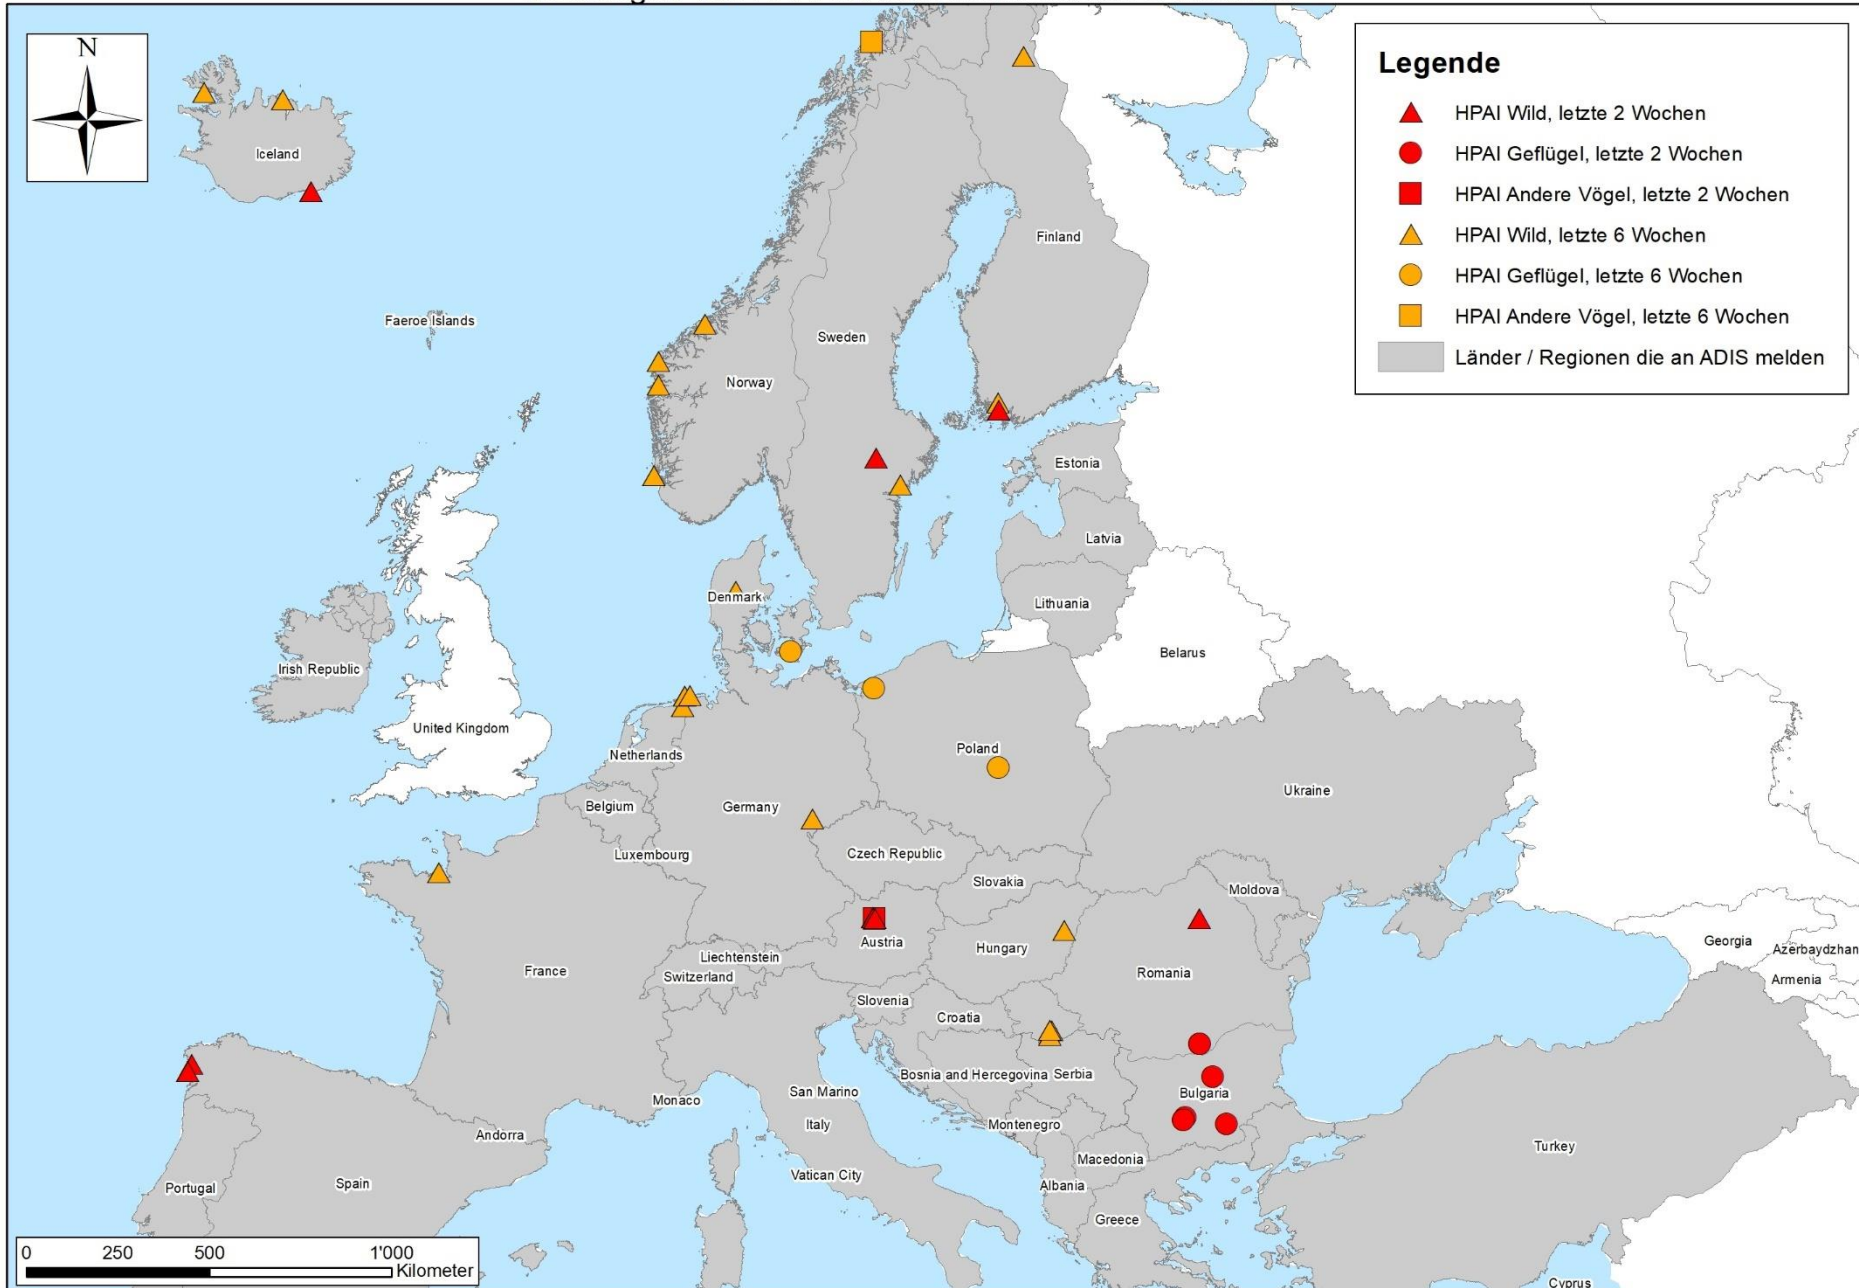 N
Legende
HPAI Wild, letzte 2 Wochen
HPAI Geflügel, letzte 2 Wochen
HPAI Andere Vögel, letzte 2 Wochen
HPAI Wild, letzte 6 Wochen
HPAI Geflügel, letzte 6 Wochen
HPAI Andere Vögel, letzte 6 Wochen
Länder / Regionen die an ADIS melden
Iceland
Finland
Faeroe Islands
Sweden
Norway
Estonia
Latvia
Denmark
Lithuania
Belarus
Irish Republic
United Kingdom
Netherlands
Poland
Ukraine
Belgium
Germany
Luxembourg
Czech Republic
Slovakia
Moldova
Austria
Hungary
Georgia
Azerbaydzhan
Liechtenstein
France
Switzerland
Romania
Armenia
Slovenia
Croatia
Bosnia and Hercegovina
Serbia
San Marino
Bulgaria
Monaco
Italy
Montenegro
Andorra
Turkey
Macedonia
Vatican City
Portugal
Spain
Albania
Greece
0 250 500 1'000
Kilometer
Cyprus